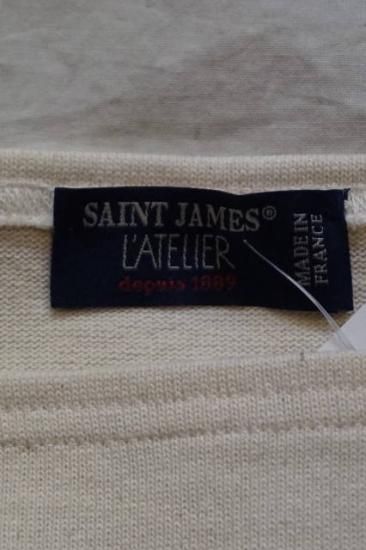 SAINT JAMES®
L'ATELIER
depuis 1889
MADE IN
FRANCE